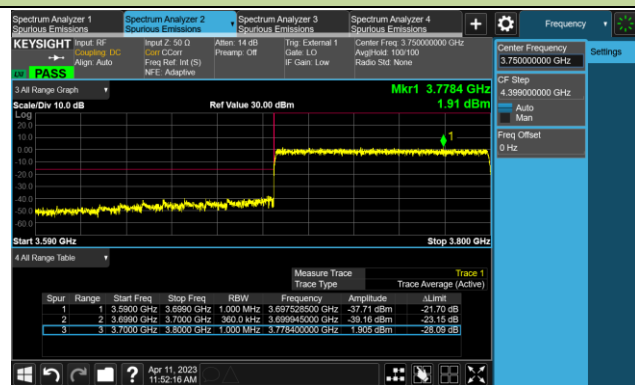 Spectrum Analyzer 1
Spurious Emissions
Spectrum Analyzer 2
Spurious Emissions
Spectrum Analyzer 3
Spurious Emissions
Spectrum Analyzer 4
Spurious Emissions
+
Frequency
KEYSIGHT
Input: RF
Coupling: DC
Align: Auto
Input Z: 50 Ω
Corr CCorr
Freq Ref: Int (S)
NFE: Adaptive
Atten: 14 dB
Preamp: Off
Trig: External 1
Gate: LO
IF Gain: Low
Center Freq: 3.750000000 GHz
Avg|Hold: 100/100
Radio Std: None
PASS
Center Frequency
3.750000000 GHz
Settings
CF Step
4.399000000 GHz
Auto
Man
Freq Offset
0 Hz
3 All Range Graph
Mkr1 3.7784 GHz
Scale/Div 10.0 dB
Ref Value 30.00 dBm
1.91 dBm
Log
20.0
10.0
0.00
-10.0
-20.0
-30.0
-40.0
-50.0
-60.0
1
Start 3.590 GHz
Stop 3.800 GHz
4 All Range Table
Measure Trace Trace 1
Trace Type Trace Average (Active)
Spur Range Start Freq Stop Freq RBW Frequency Amplitude ΔLimit
1 1 3.5900 GHz 3.6990 GHz 1.000 MHz 3.697528500 GHz -37.71 dBm -21.70 dB
2 2 3.6990 GHz 3.7000 GHz 360.0 kHz 3.699945000 GHz -39.16 dBm -23.15 dB
3 3 3.7000 GHz 3.8000 GHz 1.000 MHz 3.778400000 GHz 1.905 dBm -28.09 dB
?
Apr 11, 2023
11:52:16 AM